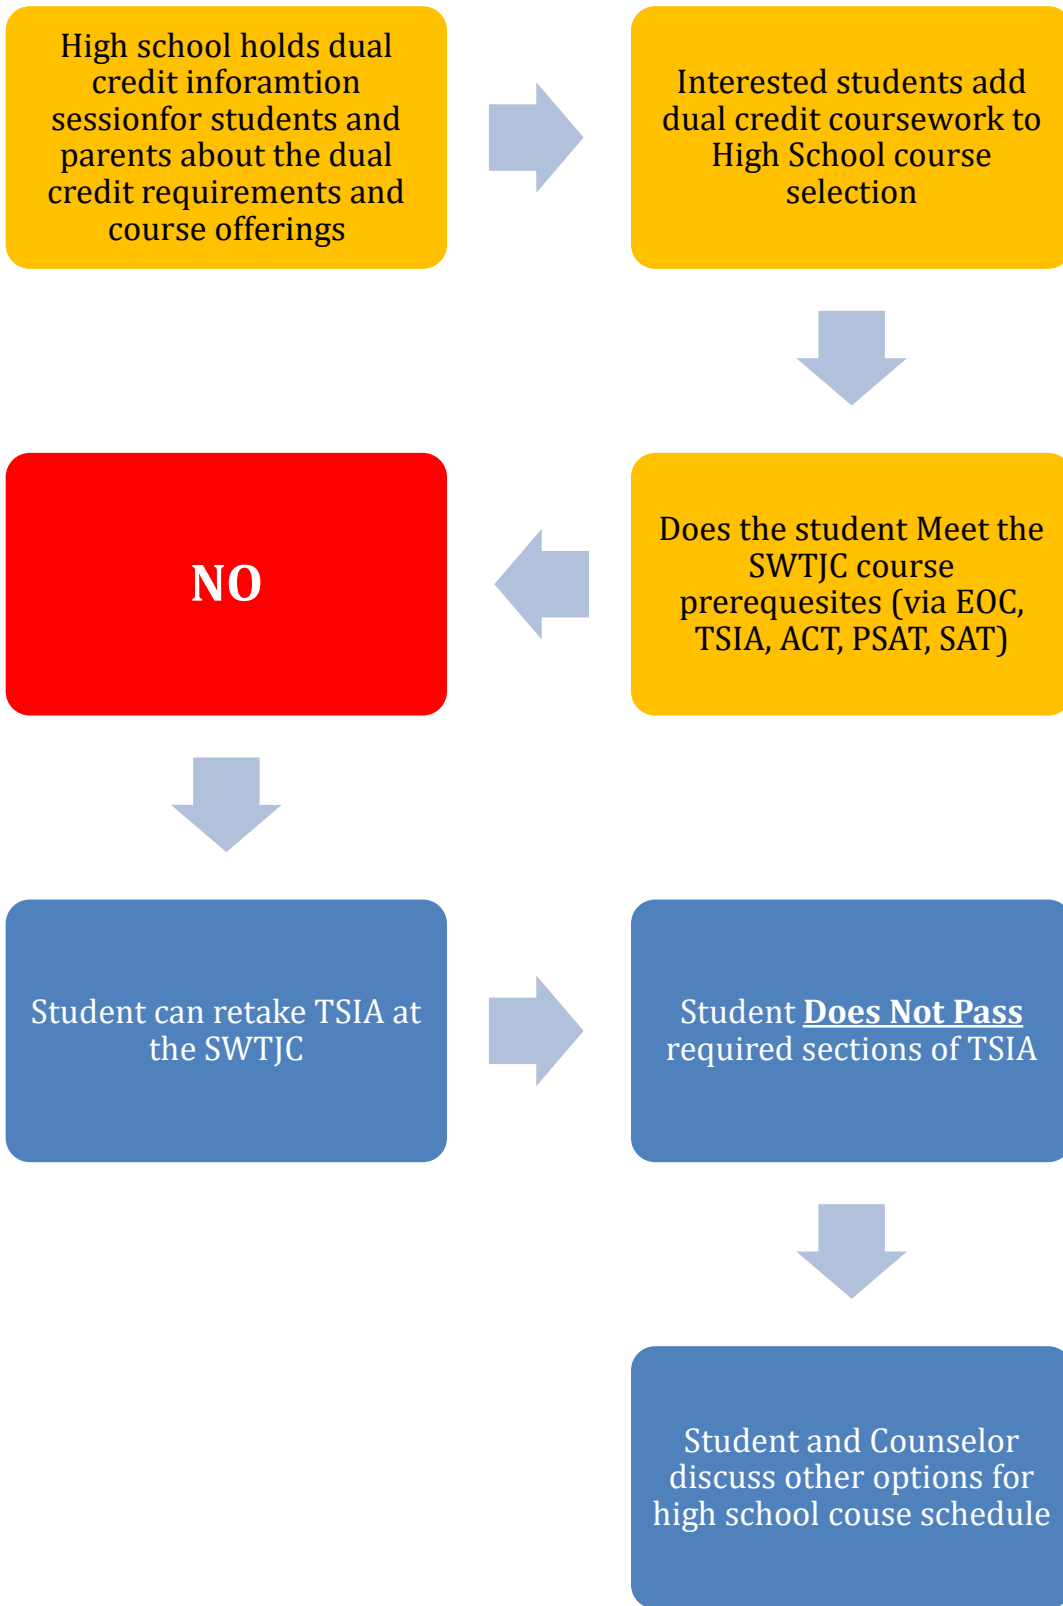 High school holds dual
credit inforamtion
sessionfor students and
parents about the dual
credit requirements and
course offerings
Interested students add
dual credit coursework to
High School course
selection
Does the student Meet the
SWTJC course
prerequesites (via EOC,
TSIA, ACT, PSAT, SAT)
NO
Student can retake TSIA at
the SWTJC
Student Does Not Pass
required sections of TSIA
Student and Counselor
discuss other options for
high school couse schedule